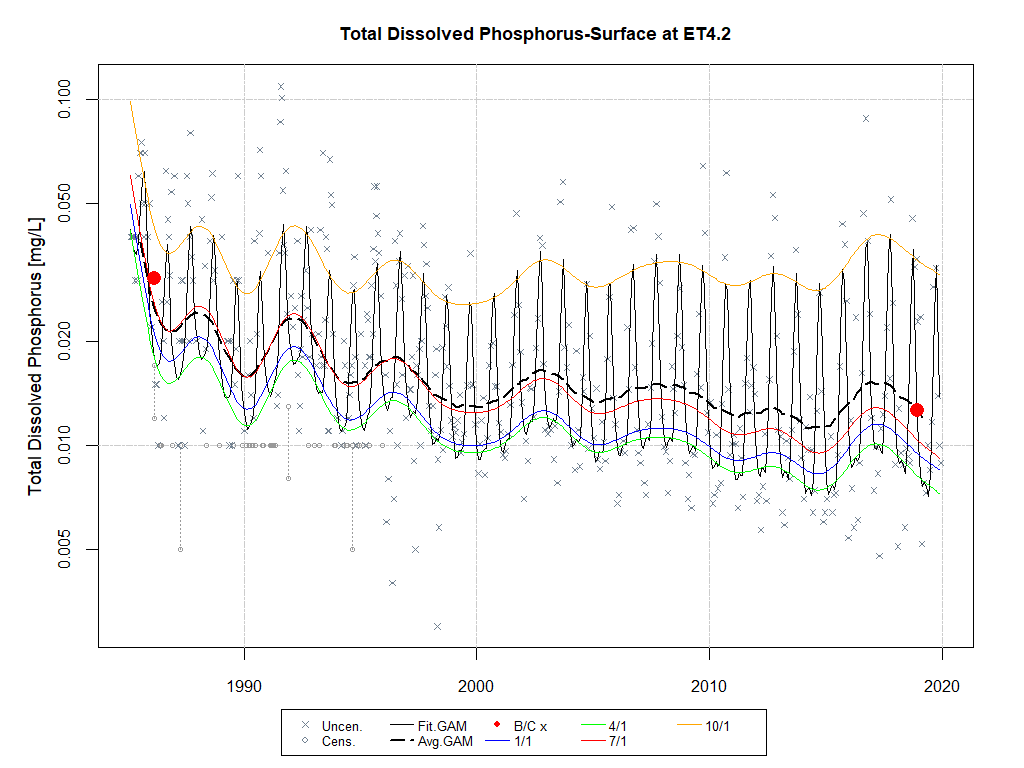 Total Dissolved Phosphorus-Surface at ET4.2
Total Dissolved Phosphorus [mg/L]
0.100
0.050
0.020
0.010
0.005
1990 2000 2010 2020
Uncen. Fit.GAM B/C x 4/1 10/1
Cens. Avg.GAM 1/1 7/1